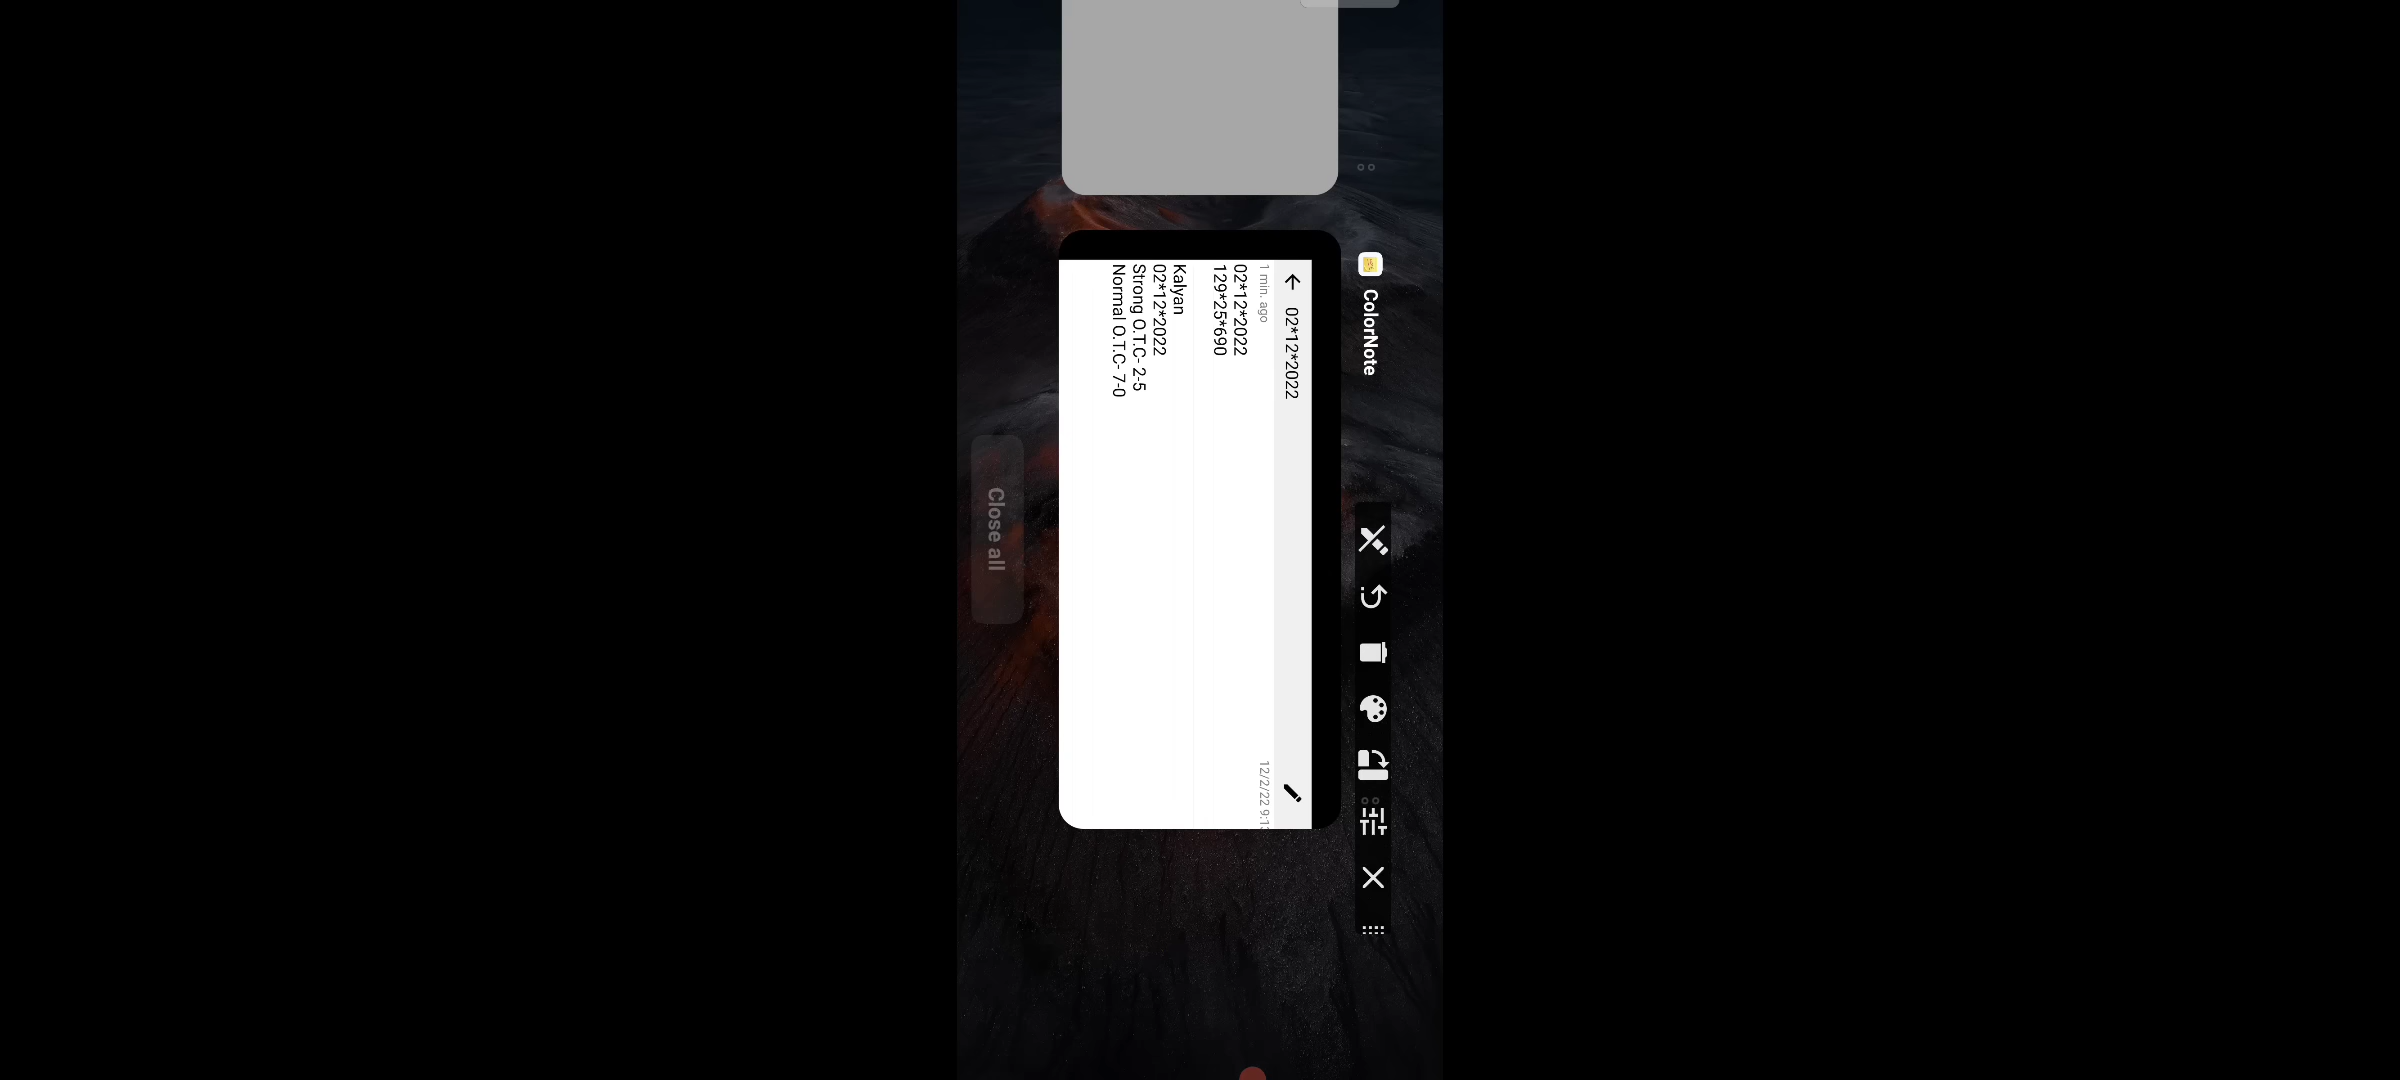 ColorNote
02*12*2022
1 min. ago
12/2/22 9:1
02*12*2022
129*25*690
Kalyan
02*12*2022
Strong O.T.C- 2-5
Normal O.T.C- 7-0
Close all